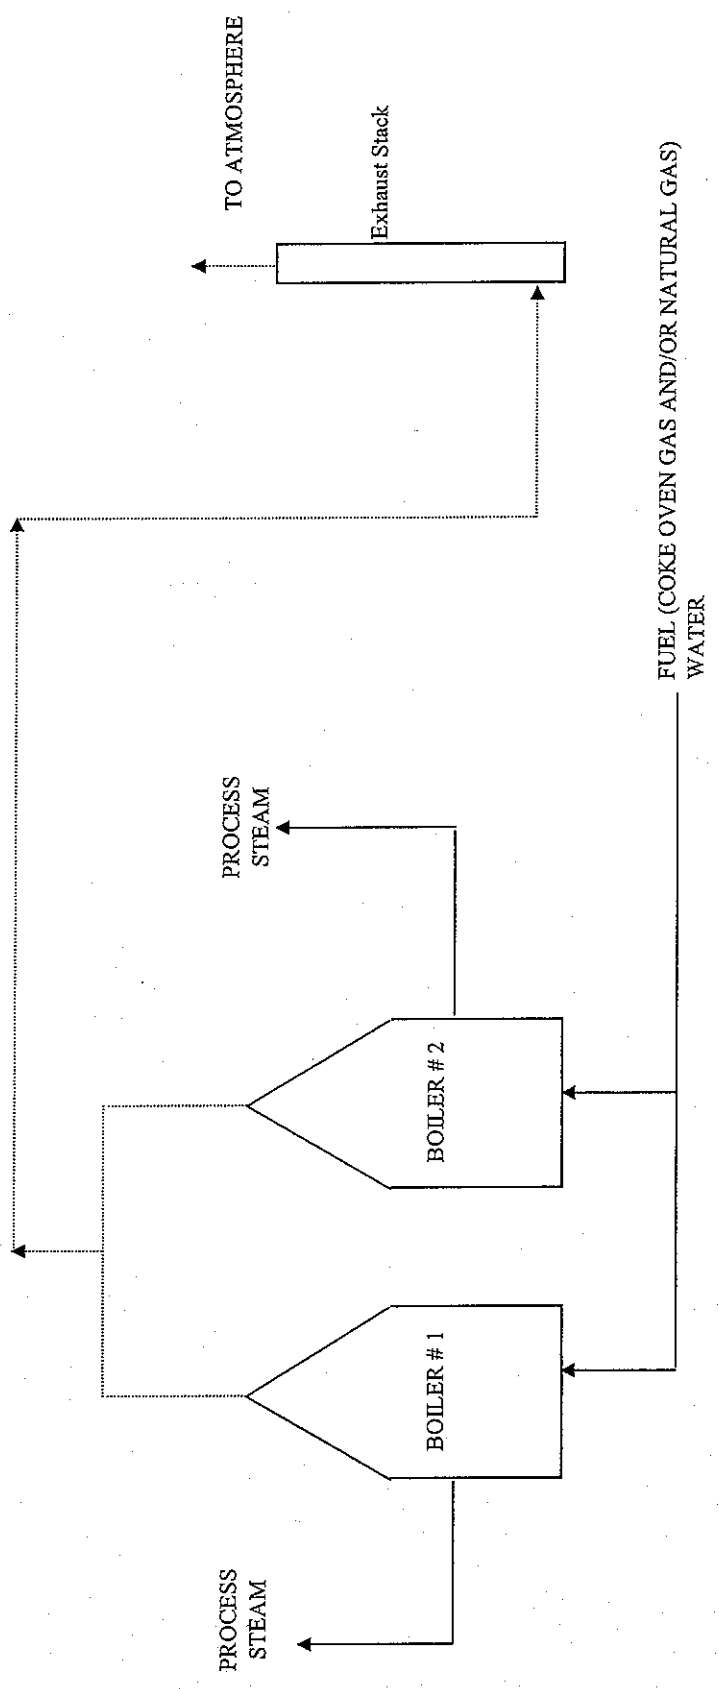 TO ATMOSPHERE
Exhaust Stack
PROCESS
STEAM
PROCESS
STEAM
BOILER # 1
BOILER # 2
FUEL (COKE OVEN GAS AND/OR NATURAL GAS)
WATER